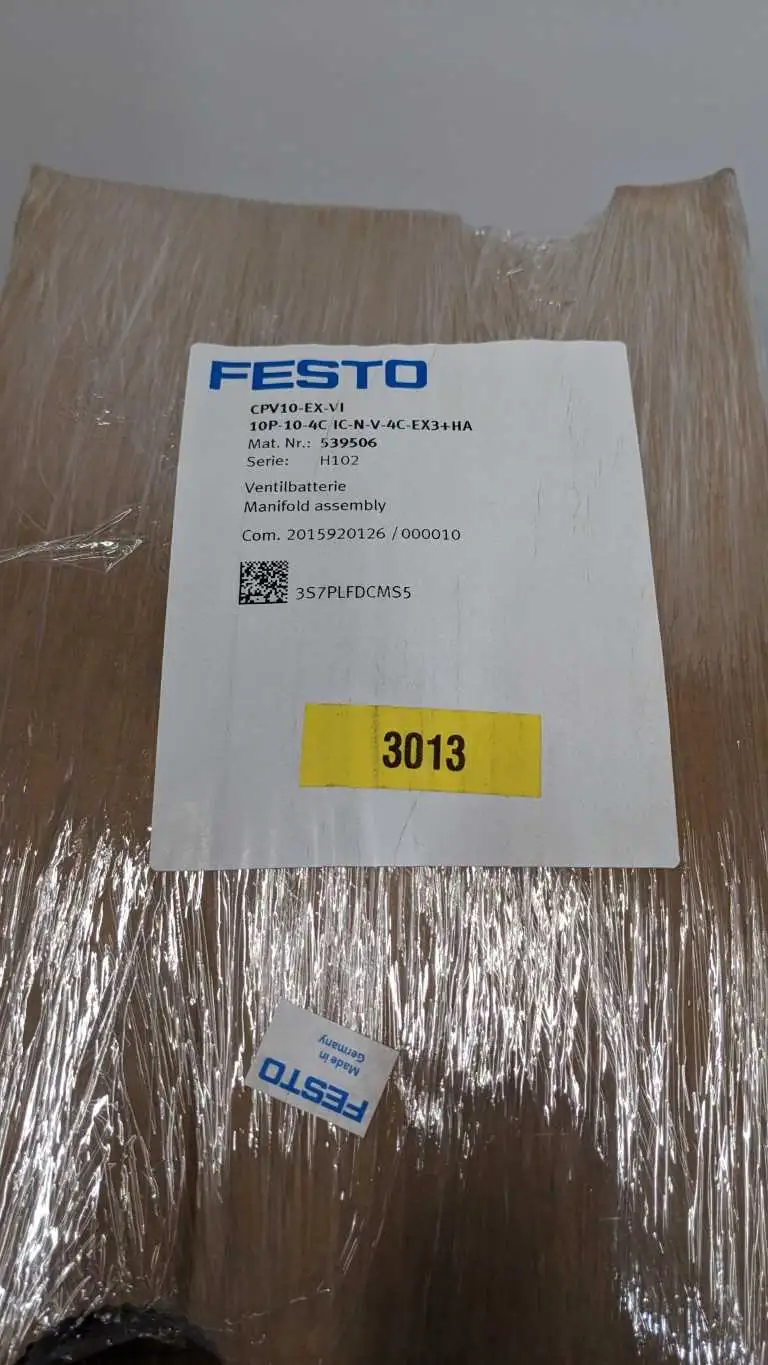 FESTO
CPV10-EX-VI
10P-10-4C IC-N-V-4C-EX3+HA
Mat. Nr.: 539506
Serie: H102
Ventilbatterie
Manifold assembly
Com. 2015920126 / 000010
3S7PLFDCMS5
3013
Made in
Germany
FESTO